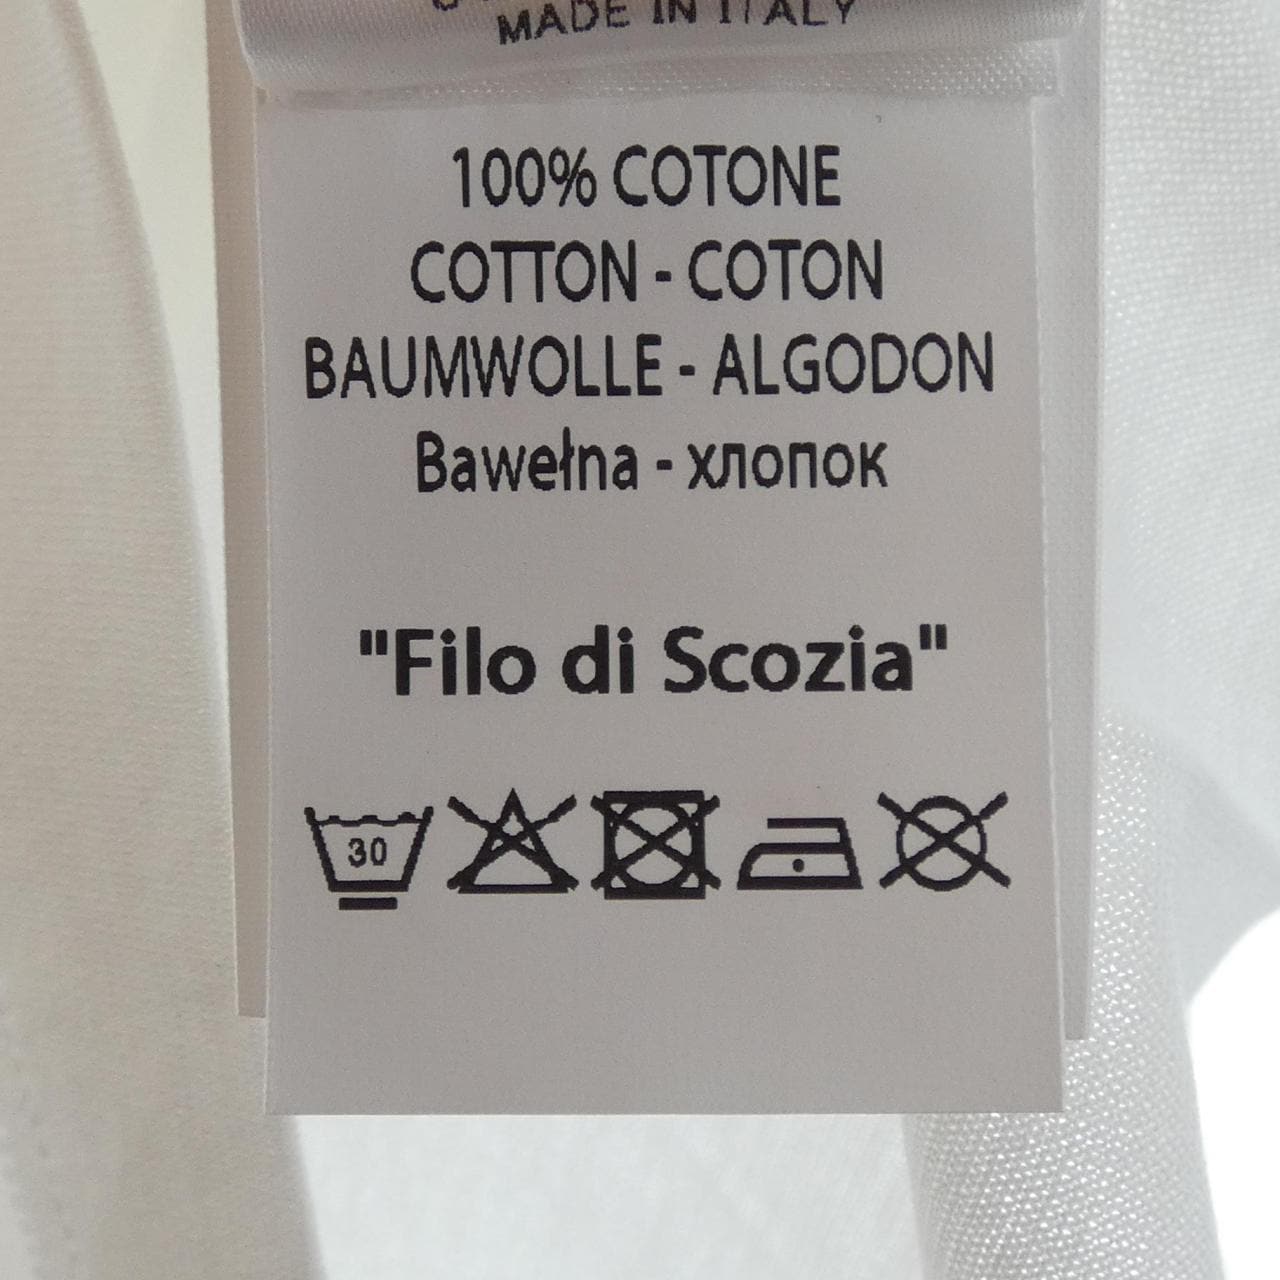 MADE IN ITALY
100% COTONE
COTTON - COTON
BAUMWOLLE - ALGODON
Bawełna - хлопок
"Filo di Scozia"
30